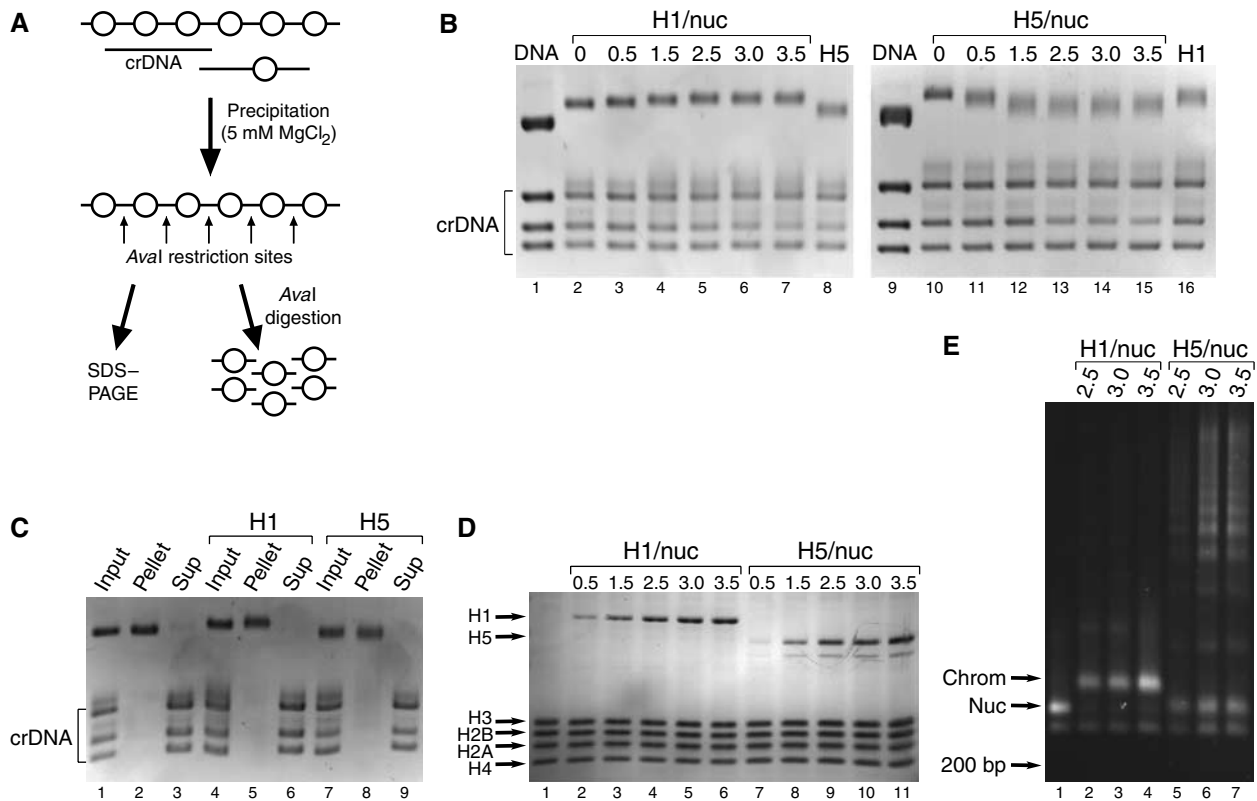 A
crDNA
Precipitation
(5 mM MgCl2)
AvaI restriction sites
AvaI
digestion
SDS–
PAGE
B
H1/nuc
H5/nuc
DNA 0 0.5 1.5 2.5 3.0 3.5 H5
DNA 0 0.5 1.5 2.5 3.0 3.5 H1
crDNA
1 2 3 4 5 6 7 8
9 10 11 12 13 14 15 16
C
H1
H5
Input Pellet Sup Input Pellet Sup Input Pellet Sup
crDNA
1 2 3 4 5 6 7 8 9
D
H1/nuc
H5/nuc
0.5 1.5 2.5 3.0 3.5 0.5 1.5 2.5 3.0 3.5
H1
H5
H3
H2B
H2A
H4
1 2 3 4 5 6 7 8 9 10 11
E
H1/nuc H5/nuc
2.5 3.0 3.5 2.5 3.0 3.5
Chrom
Nuc
200 bp
1 2 3 4 5 6 7